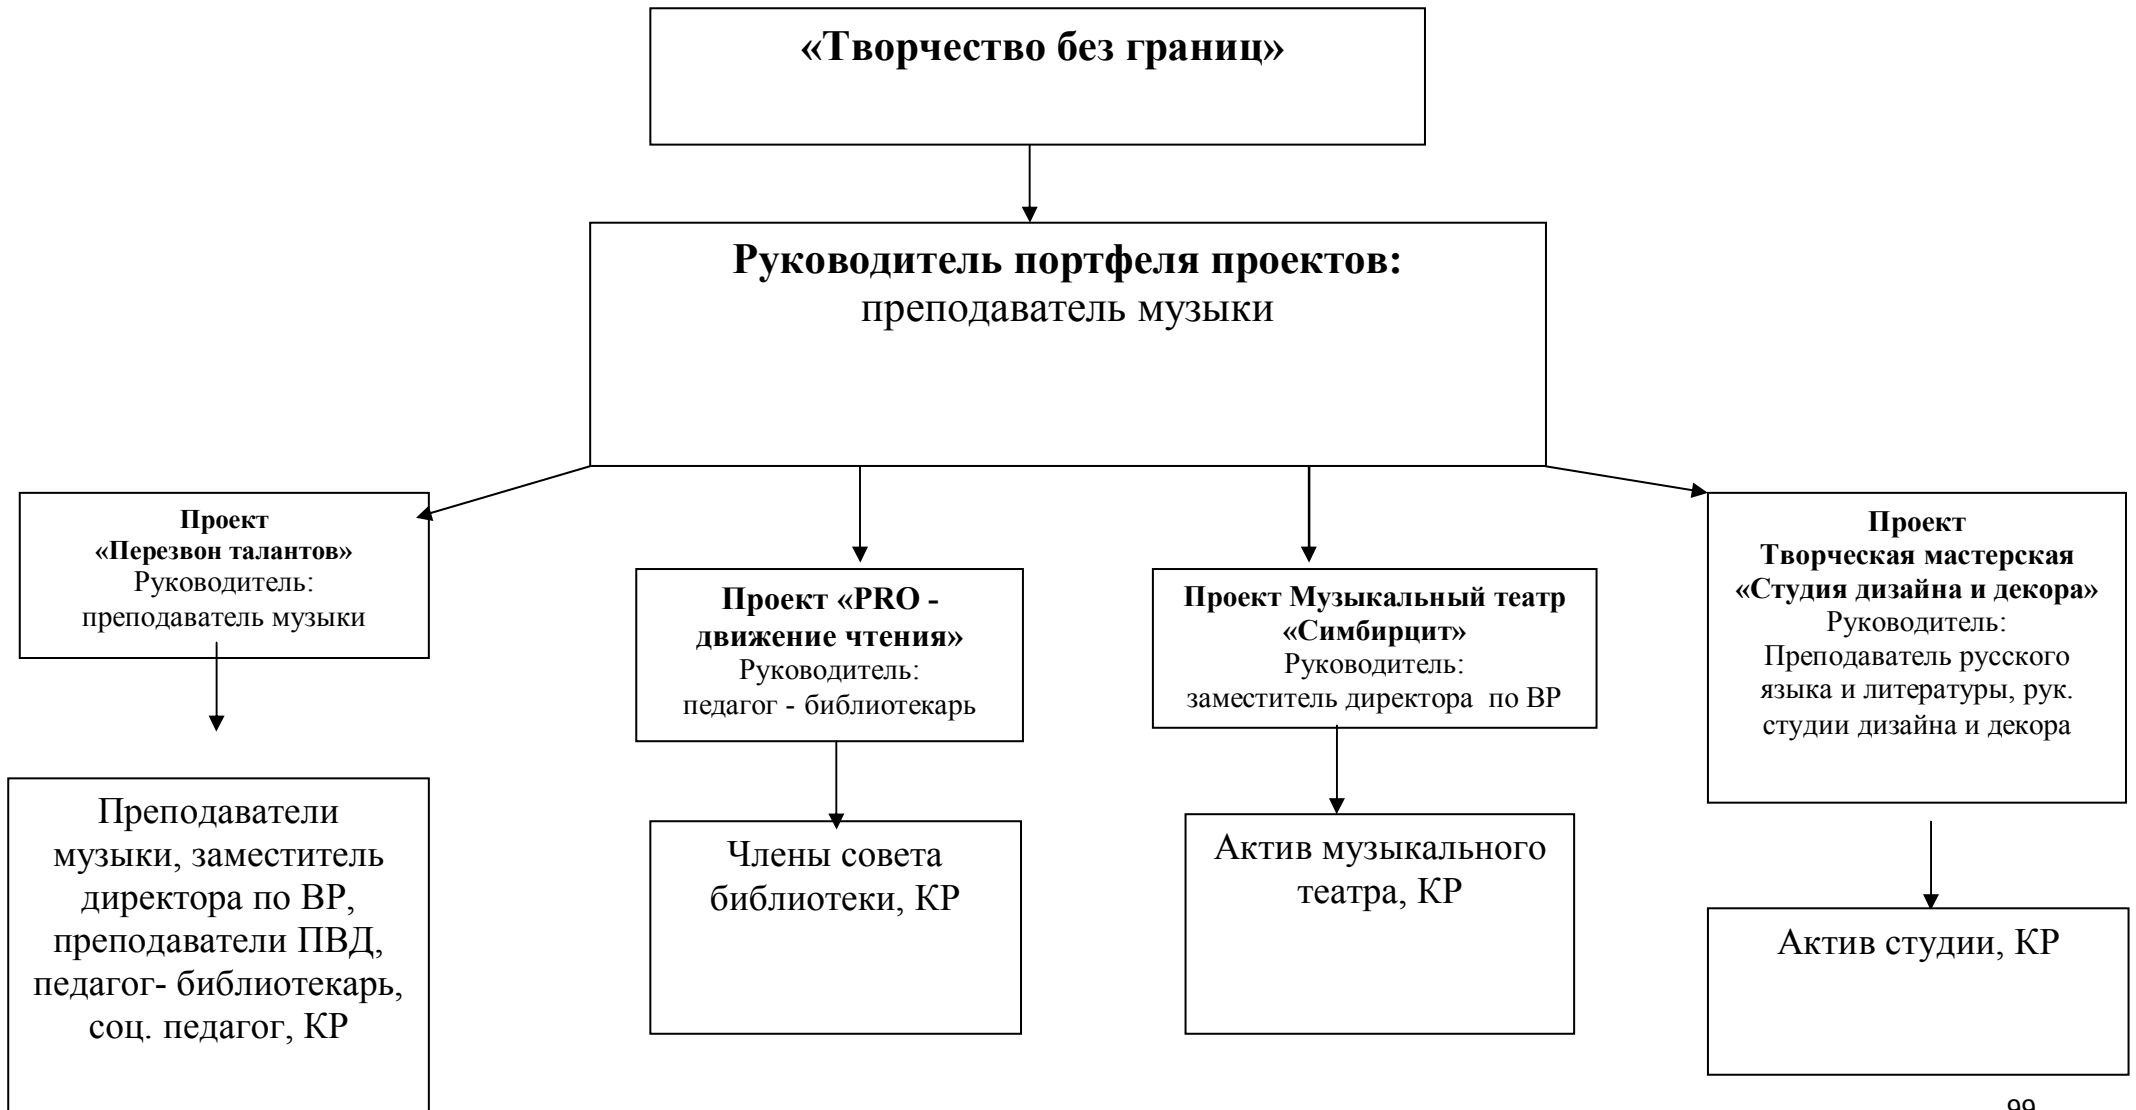 «Творчество без границ»
Руководитель портфеля проектов:
преподаватель музыки
Проект
«Перезвон талантов»
Руководитель:
преподаватель музыки
Проект «PRO -
движение чтения»
Руководитель:
педагог - библиотекарь
Проект Музыкальный театр
«Симбирцит»
Руководитель:
заместитель директора по ВР
Проект
Творческая мастерская
«Студия дизайна и декора»
Руководитель:
Преподаватель русского
языка и литературы, рук.
студии дизайна и декора
Преподаватели
музыки, заместитель
директора по ВР,
преподаватели ПВД,
педагог- библиотекарь,
соц. педагог, КР
Члены совета
библиотеки, КР
Актив музыкального
театра, КР
Актив студии, КР
99